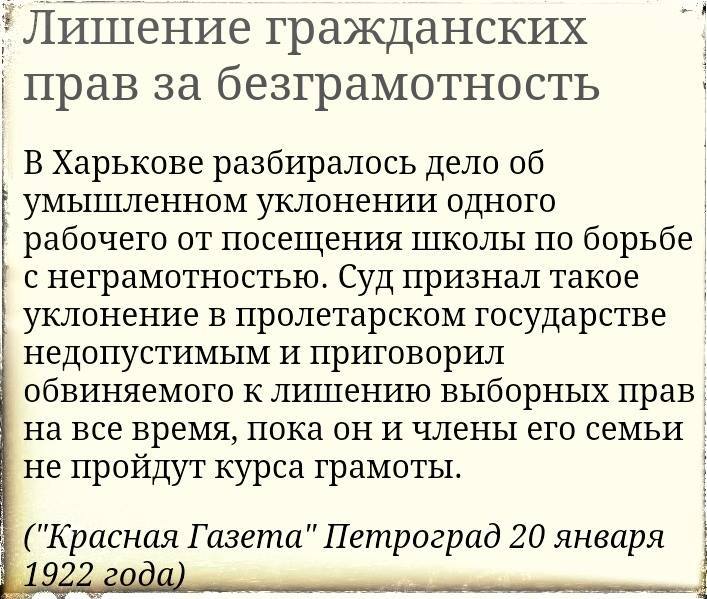 Лишение гражданских
прав за безграмотность
В Харькове разбиралось дело об
умышленном уклонении одного
рабочего от посещения школы по борьбе
с неграмотностью. Суд признал такое
уклонение в пролетарском государстве
недопустимым и приговорил
обвиняемого к лишению выборных прав
на все время, пока он и члены его семьи
не пройдут курса грамоты.
("Красная Газета" Петроград 20 января
1922 года)